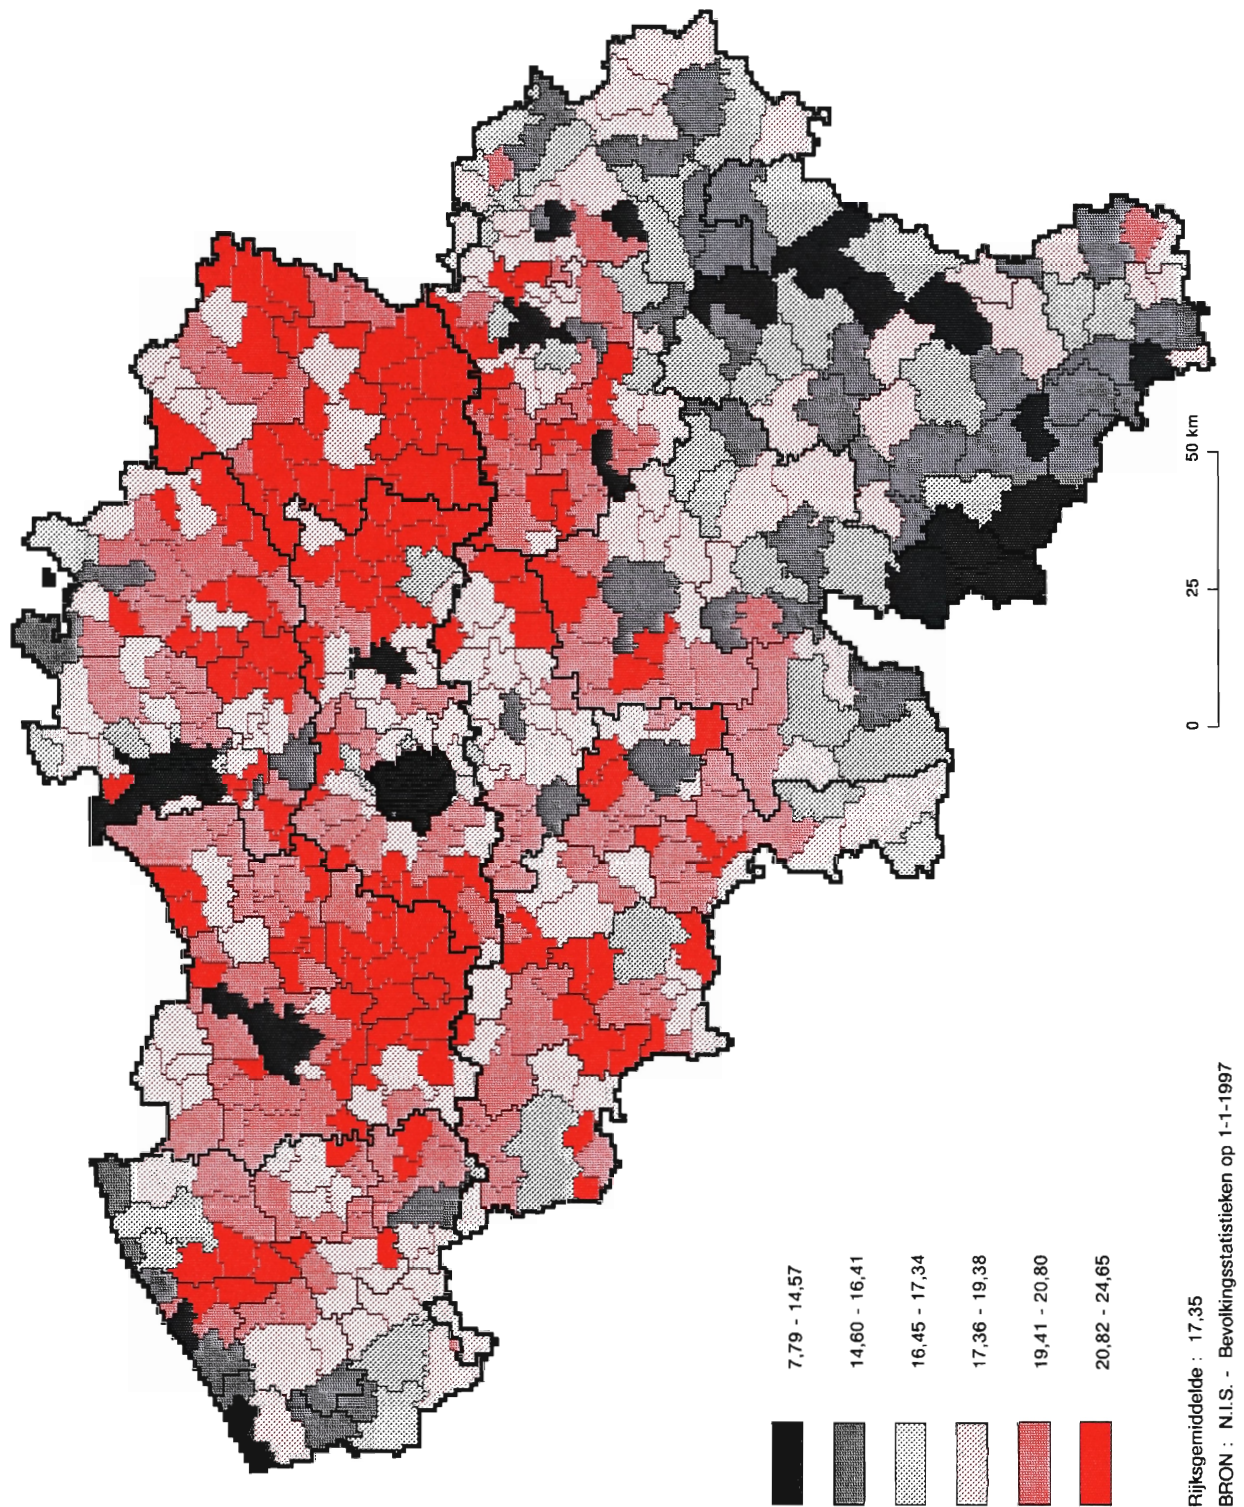 7,79 - 14,57
14,60 - 16,41
16,45 - 17,34
17,36 - 19,38
19,41 - 20,80
20,82 - 24,65
Rijksgemiddelde : 17,35
BRON : N.I.S. - Bevolkingsstatistieken op 1-1-1997
0 25 50 km